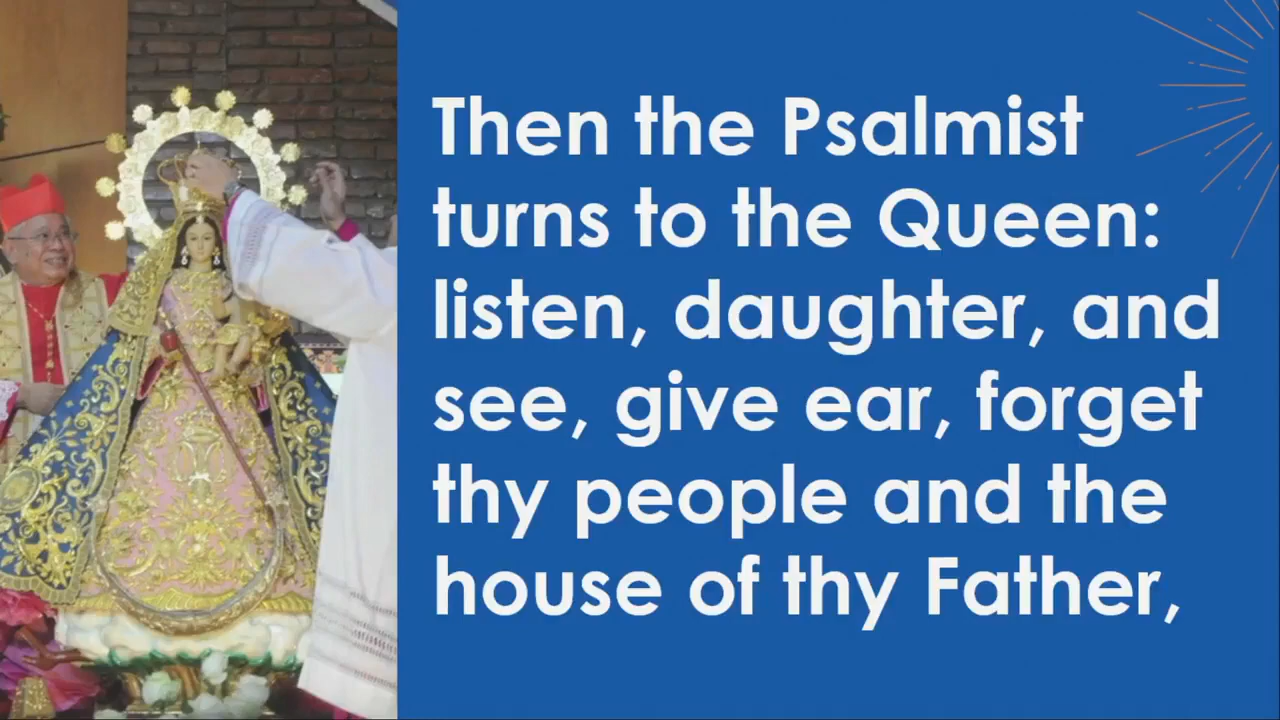 Then the Psalmist
turns to the Queen:
listen, daughter, and
see, give ear, forget
thy people and the
house of thy Father,